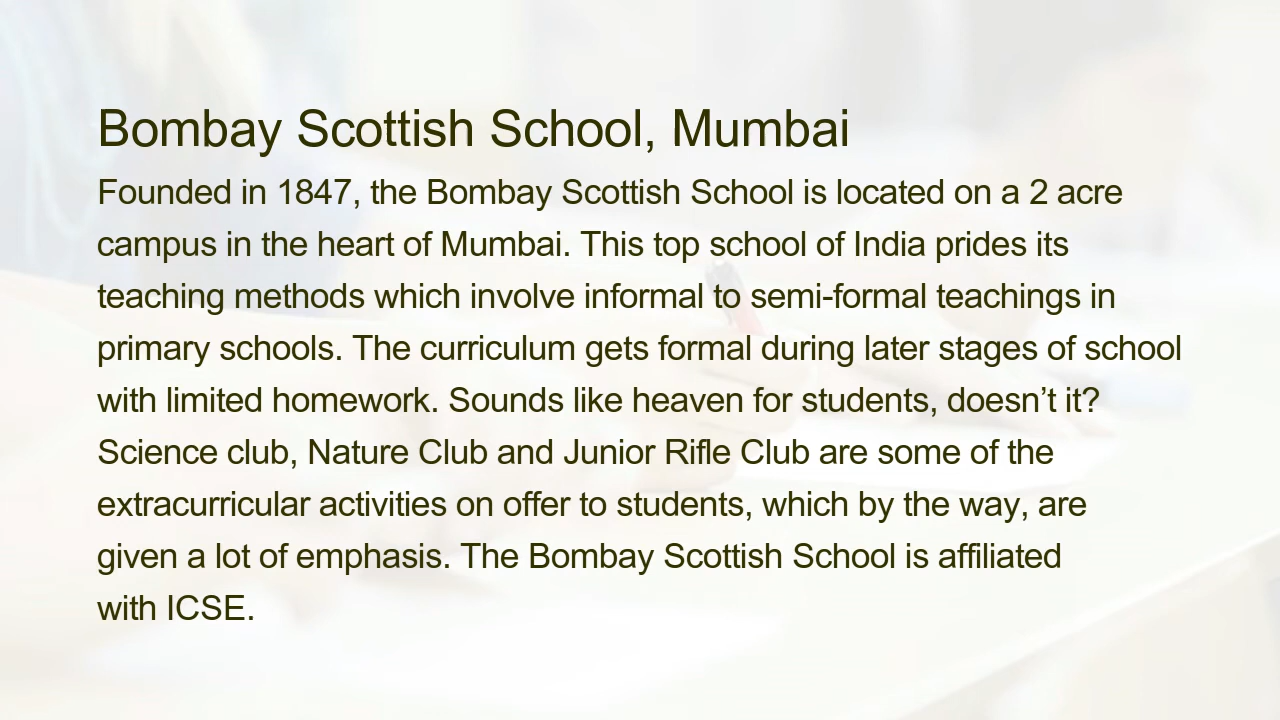 Bombay Scottish School, Mumbai
Founded in 1847, the Bombay Scottish School is located on a 2 acre
campus in the heart of Mumbai. This top school of India prides its
teaching methods which involve informal to semi-formal teachings in
primary schools. The curriculum gets formal during later stages of school
with limited homework. Sounds like heaven for students, doesn’t it?
Science club, Nature Club and Junior Rifle Club are some of the
extracurricular activities on offer to students, which by the way, are
given a lot of emphasis. The Bombay Scottish School is affiliated
with ICSE.